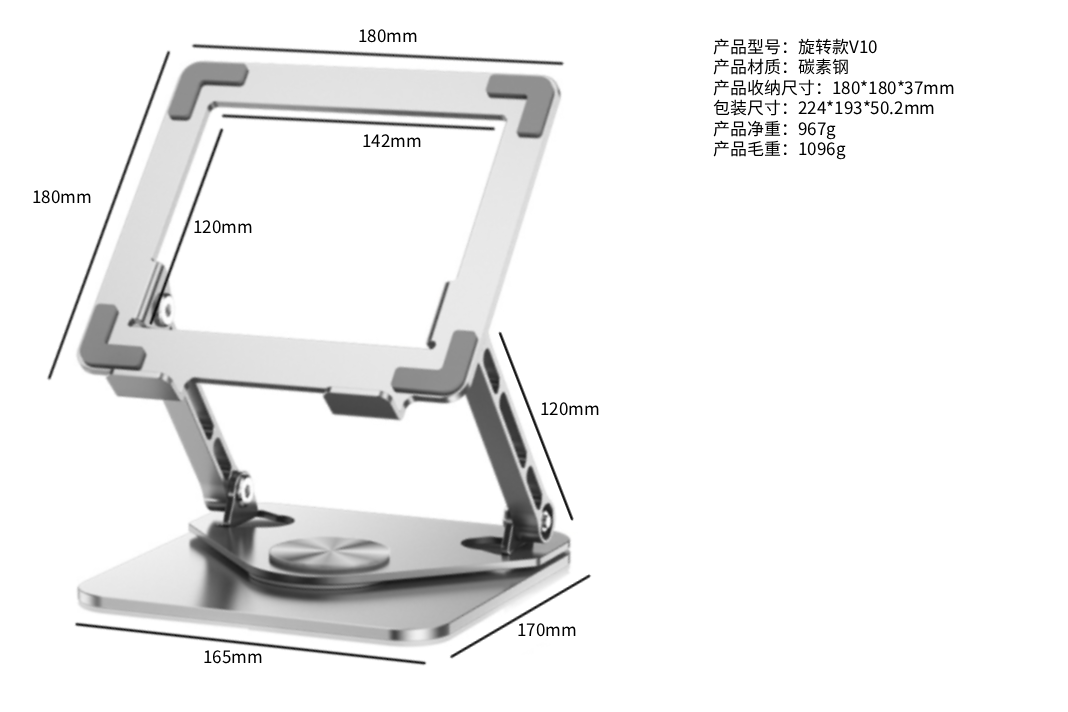 180mm
产品型号：旋转款V10
产品材质：碳素钢
产品收纳尺寸：180*180*37mm
包装尺寸：224*193*50.2mm
产品净重：967g
产品毛重：1096g
142mm
180mm
120mm
120mm
170mm
165mm